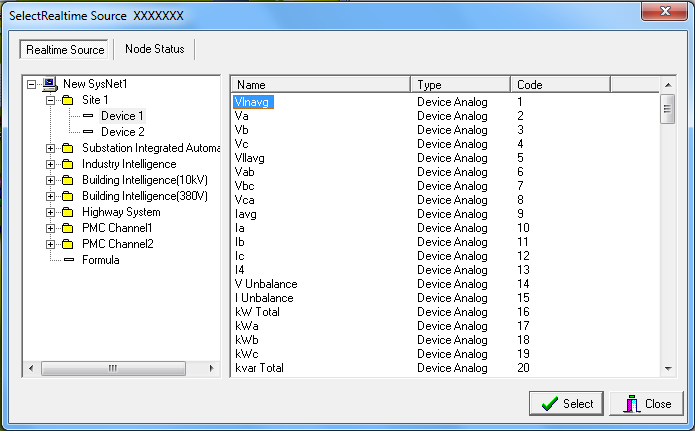 SelectRealtime Source XXXXXXX
Realtime Source Node Status
New SysNet1
Site 1
Device 1
Device 2
Substation Integrated Automa
Industry Intelligence
Building Intelligence(10kV)
Building Intelligence(380V)
Highway System
PMC Channel1
PMC Channel2
Formula
Name Type Code
Vlnavg Device Analog 1
Va Device Analog 2
Vb Device Analog 3
Vc Device Analog 4
Vllavg Device Analog 5
Vab Device Analog 6
Vbc Device Analog 7
Vca Device Analog 8
Iavg Device Analog 9
Ia Device Analog 10
Ib Device Analog 11
Ic Device Analog 12
I4 Device Analog 13
V Unbalance Device Analog 14
I Unbalance Device Analog 15
kW Total Device Analog 16
kWa Device Analog 17
kWb Device Analog 18
kWc Device Analog 19
kvar Total Device Analog 20
Select Close